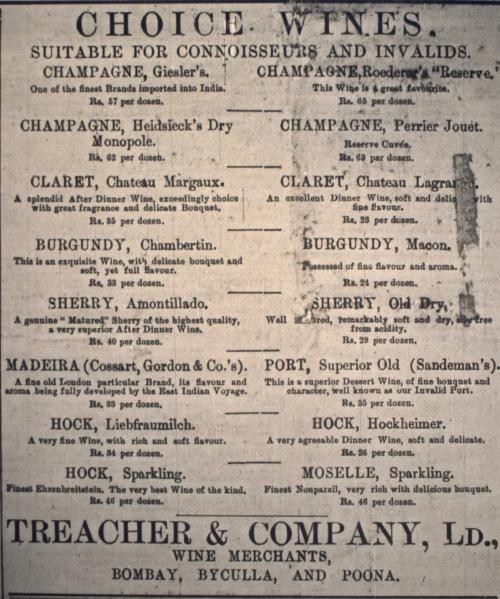 CHOICE WINES.
SUITABLE FOR CONNOISSEURS AND INVALIDS.
CHAMPAGNE, Giesler's.
One of the finest Brands imported into India.
Rs. 57 per dozen.
CHAMPAGNE, Roederer's "Reserve."
This Wine is a great favourite.
Rs. 65 per dozen.
CHAMPAGNE, Heidsieck's Dry
Monopole.
Rs. 62 per dozen.
CHAMPAGNE, Perrier Jouet.
Reserve Cuvée.
Rs. 63 per dozen.
CLARET, Chateau Margaux.
A splendid After Dinner Wine, exceedingly choice
with great fragrance and delicate Bouquet.
Rs. 35 per dozen.
CLARET, Chateau Lagrange.
An excellent Dinner Wine, soft and with
fine flavour.
Rs. 23 per dozen.
BURGUNDY, Chambertin.
This is an exquisite Wine, with delicate bouquet and
soft, yet full flavour.
Rs. 33 per dozen.
BURGUNDY, Macon.
Possessed of fine flavour and aroma.
Rs. 24 per dozen.
SHERRY, Amontillado.
A genuine "Matured" Sherry of the highest quality,
a very superior After Dinner Wine.
Rs. 40 per dozen.
SHERRY, Old Dry,
Well remarkably soft and dry, and free
from acidity.
Rs. 29 per dozen.
MADEIRA (Cossart, Gordon & Co.'s).
A fine old London particular Brand, its flavour and
aroma being fully developed by the East Indian Voyage.
Rs. 33 per dozen.
PORT, Superior Old (Sandeman's).
This is a superior Dessert Wine, of fine bouquet and
character, well known as our Invalid Port.
Rs. 35 per dozen.
HOCK, Liebfraumilch.
A very fine Wine, with rich and soft flavour.
Rs. 34 per dozen.
HOCK, Hockheimer.
A very agreeable Dinner Wine, soft and delicate.
Rs. 26 per dozen.
HOCK, Sparkling.
Finest Ehrenbreitstein. The very best Wine of the kind.
Rs. 46 per dozen.
MOSELLE, Sparkling.
Finest Nonpareil, very rich with delicious bouquet.
Rs. 46 per dozen.
TREACHER & COMPANY, LD.,
WINE MERCHANTS,
BOMBAY, BYCULLA, AND POONA.